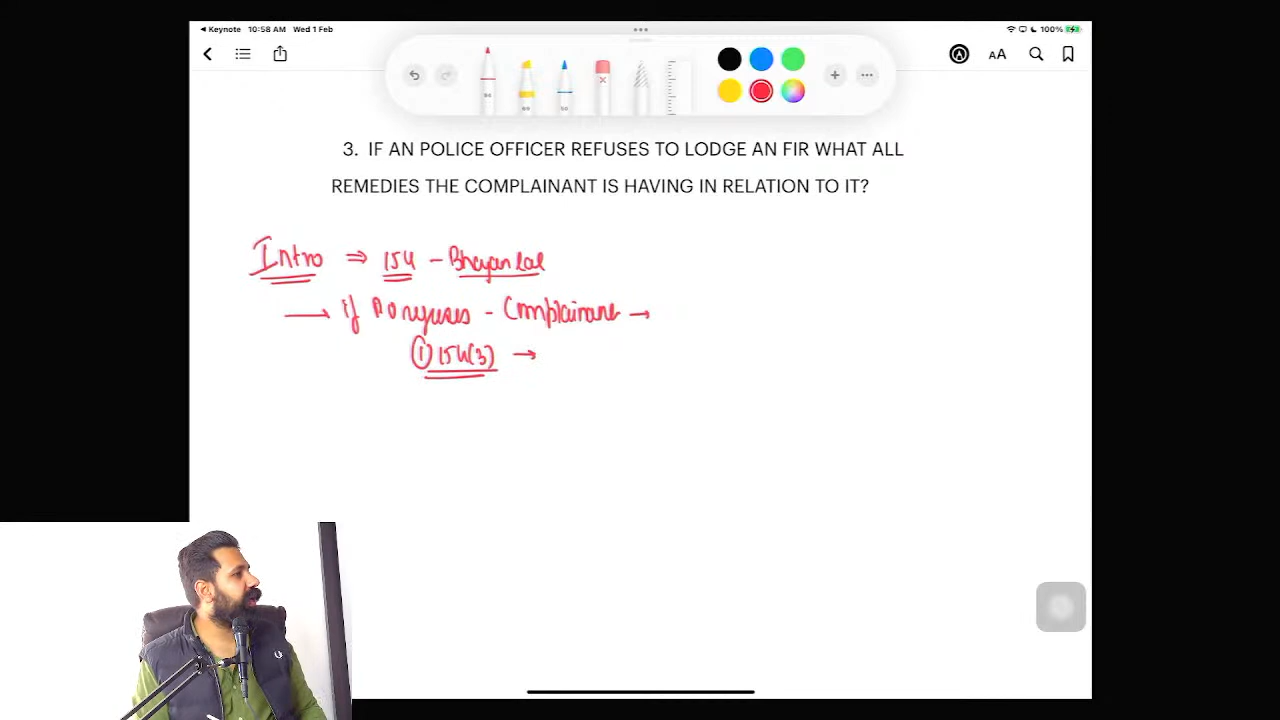 Keynote 10:58 AM Wed 1 Feb 100%
AA
3. IF AN POLICE OFFICER REFUSES TO LODGE AN FIR WHAT ALL
REMEDIES THE COMPLAINANT IS HAVING IN RELATION TO IT?
Intro ⇒ 154 - Bhajan Lal
→ if PO refuses - Complainant →
① 154(3) →